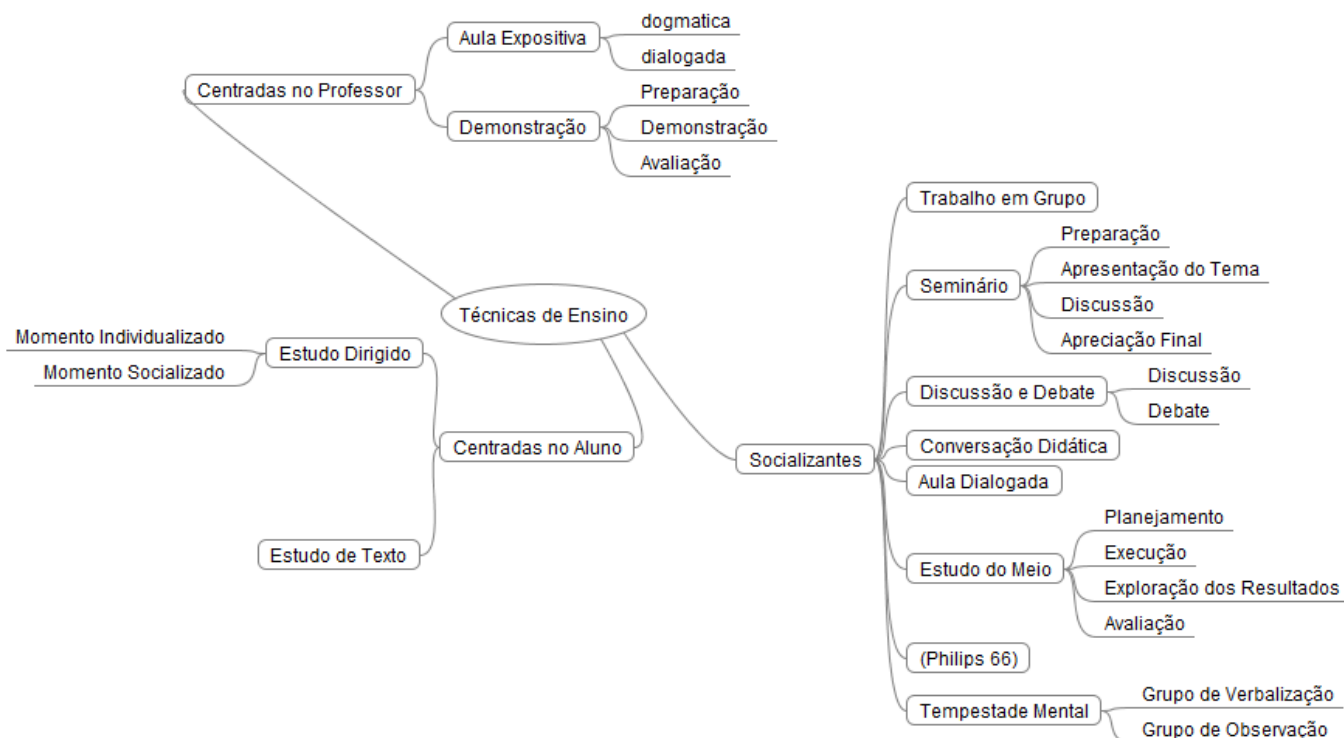 Técnicas de Ensino
Centradas no Professor
Aula Expositiva
dogmatica
dialogada
Demonstração
Preparação
Demonstração
Avaliação
Centradas no Aluno
Estudo Dirigido
Momento Individualizado
Momento Socializado
Estudo de Texto
Socializantes
Trabalho em Grupo
Seminário
Preparação
Apresentação do Tema
Discussão
Apreciação Final
Discussão e Debate
Discussão
Debate
Conversação Didática
Aula Dialogada
Estudo do Meio
Planejamento
Execução
Exploração dos Resultados
Avaliação
(Philips 66)
Tempestade Mental
Grupo de Verbalização
Grupo de Observação